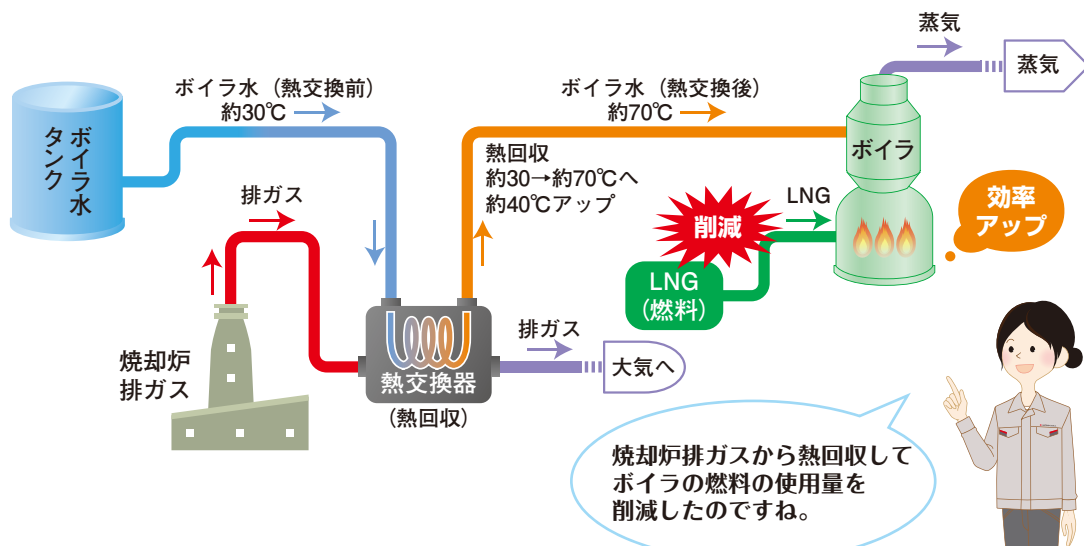 ボイラ水
タンク
ボイラ水（熱交換前）
約30℃
排ガス
焼却炉
排ガス
熱交換器
（熱回収）
排ガス
大気へ
ボイラ水（熱交換後）
約70℃
熱回収
約30→約70℃へ
約40℃アップ
削減
LNG
（燃料）
LNG
ボイラ
蒸気
蒸気
効率
アップ
焼却炉排ガスから熱回収して
ボイラの燃料の使用量を
削減したのですね。